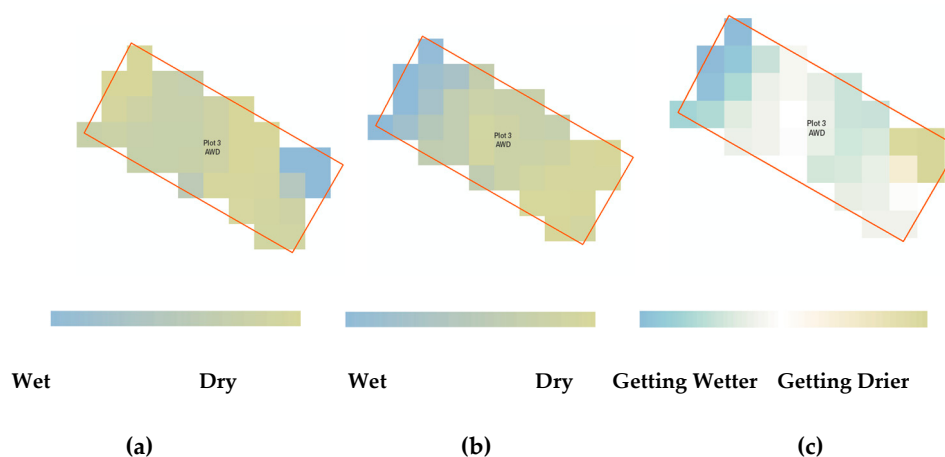 Plot 3
AWD
Plot 3
AWD
Plot 3
AWD
Wet Dry
Wet Dry
Getting Wetter Getting Drier
(a) (b) (c)